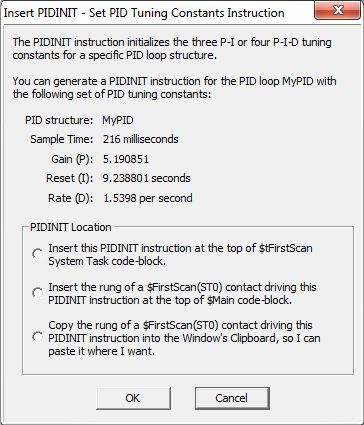 Insert PIDINIT - Set PID Tuning Constants Instruction
The PIDINIT instruction initializes the three P-I or four P-I-D tuning
constants for a specific PID loop structure.
You can generate a PIDINIT instruction for the PID loop MyPID with
the following set of PID tuning constants:
PID structure: MyPID
Sample Time: 216 milliseconds
Gain (P): 5.190851
Reset (I): 9.238801 seconds
Rate (D): 1.5398 per second
PIDINIT Location
Insert this PIDINIT instruction at the top of $tFirstScan
System Task code-block.
Insert the rung of a $FirstScan(ST0) contact driving this
PIDINIT instruction at the top of $Main code-block.
Copy the rung of a $FirstScan(ST0) contact driving this
PIDINIT instruction into the Window's Clipboard, so I can
paste it where I want.
OK
Cancel